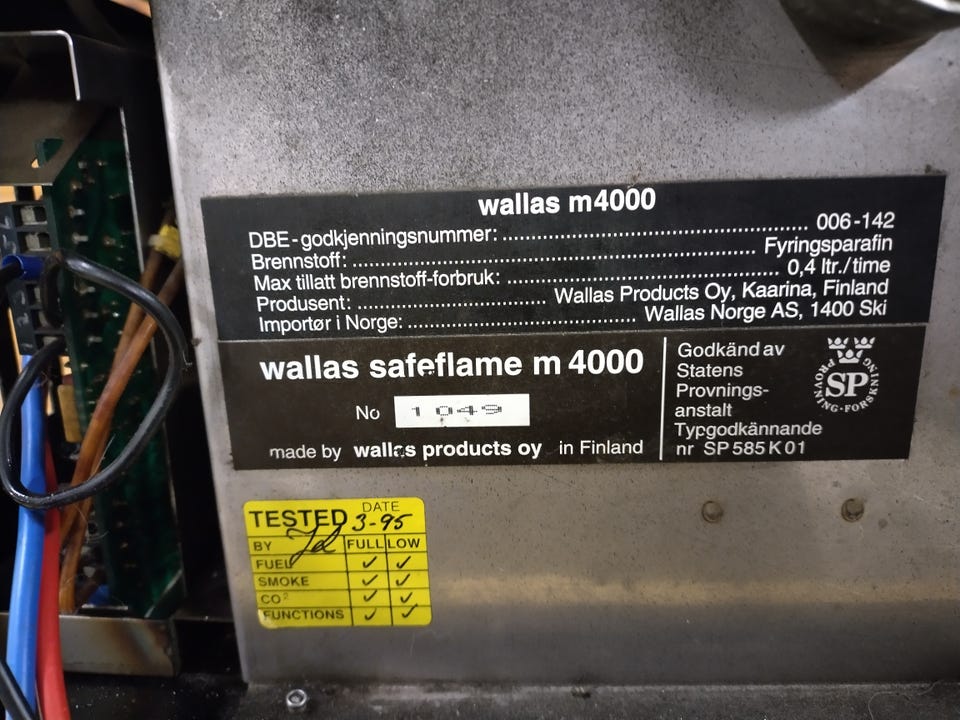 wallas m4000
DBE-godkjenningsnummer: ........ 006-142
Brennstoff: ........ Fyringsparafin
Max tillatt brennstoff-forbruk: ........ 0,4 ltr./time
Produsent: ........ Wallas Products Oy, Kaarina, Finland
Importør i Norge: ........ Wallas Norge AS, 1400 Ski
wallas safeflame m 4000
No 1049
made by wallas products oy in Finland
Godkänd av
Statens
Provnings-
anstalt
Typgodkännande
nr SP 585 K 01
PROVNING·FORSKNING
SP
TESTED DATE 3-95
BY FULL LOW
FUEL ✓ ✓
SMOKE ✓ ✓
CO² ✓ ✓
FUNCTIONS ✓ ✓